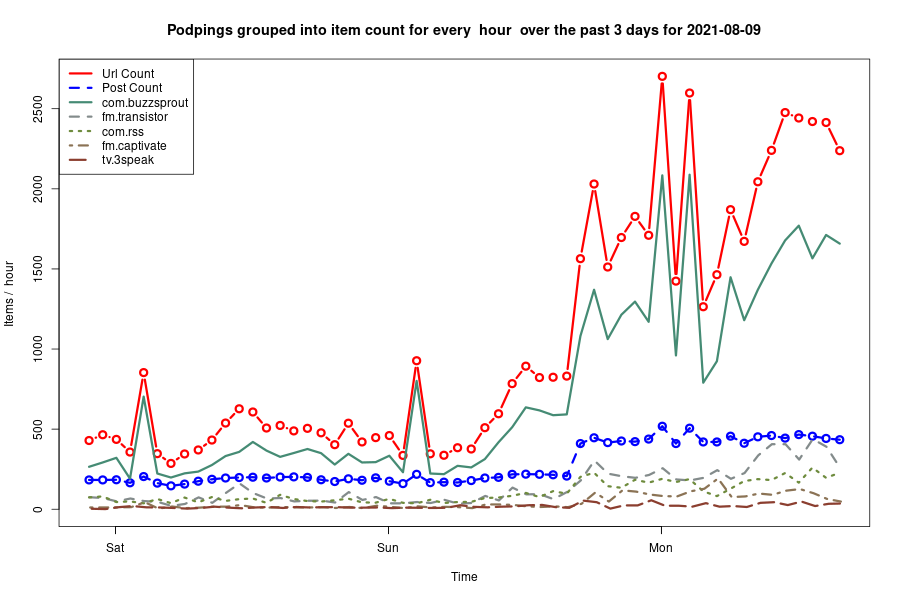 Podpings grouped into item count for every  hour  over the past 3 days for 2021-08-09
Url Count
Post Count
com.buzzsprout
fm.transistor
com.rss
fm.captivate
tv.3speak
2500
2000
1500
1000
500
0
Items /  hour
Sat
Sun
Mon
Time